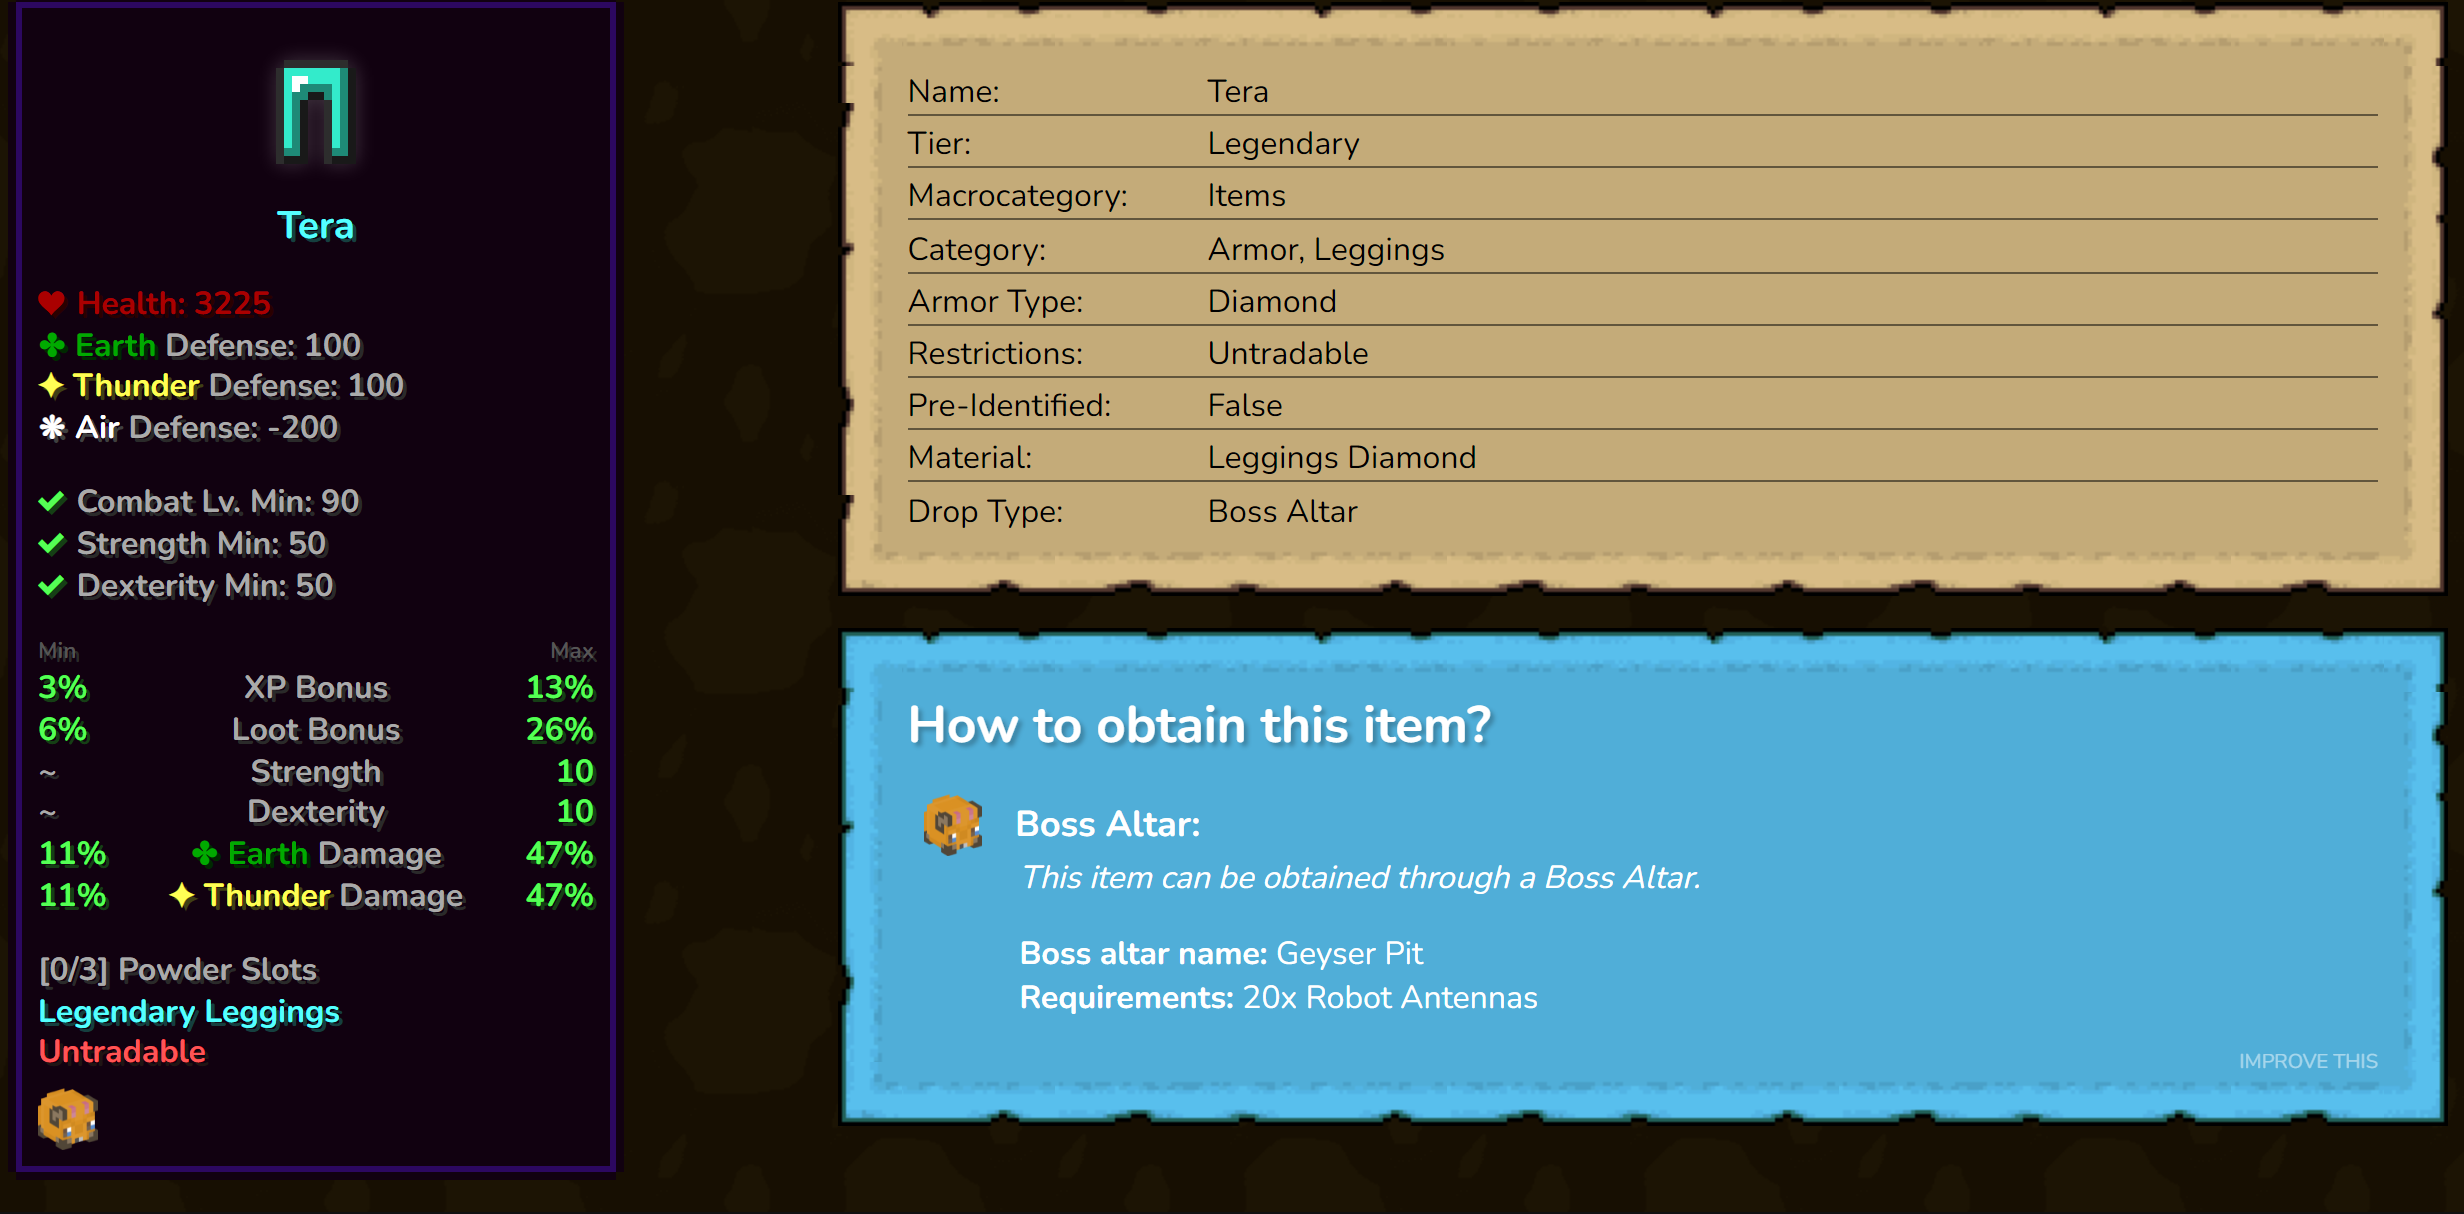 Tera
Health: 3225
Earth Defense: 100
Thunder Defense: 100
Air Defense: -200
Combat Lv. Min: 90
Strength Min: 50
Dexterity Min: 50
Min Max
3% XP Bonus 13%
6% Loot Bonus 26%
~ Strength 10
~ Dexterity 10
11% Earth Damage 47%
11% Thunder Damage 47%
[0/3] Powder Slots
Legendary Leggings
Untradable
Name: Tera
Tier: Legendary
Macrocategory: Items
Category: Armor, Leggings
Armor Type: Diamond
Restrictions: Untradable
Pre-Identified: False
Material: Leggings Diamond
Drop Type: Boss Altar
How to obtain this item?
Boss Altar:
This item can be obtained through a Boss Altar.
Boss altar name: Geyser Pit
Requirements: 20x Robot Antennas
IMPROVE THIS